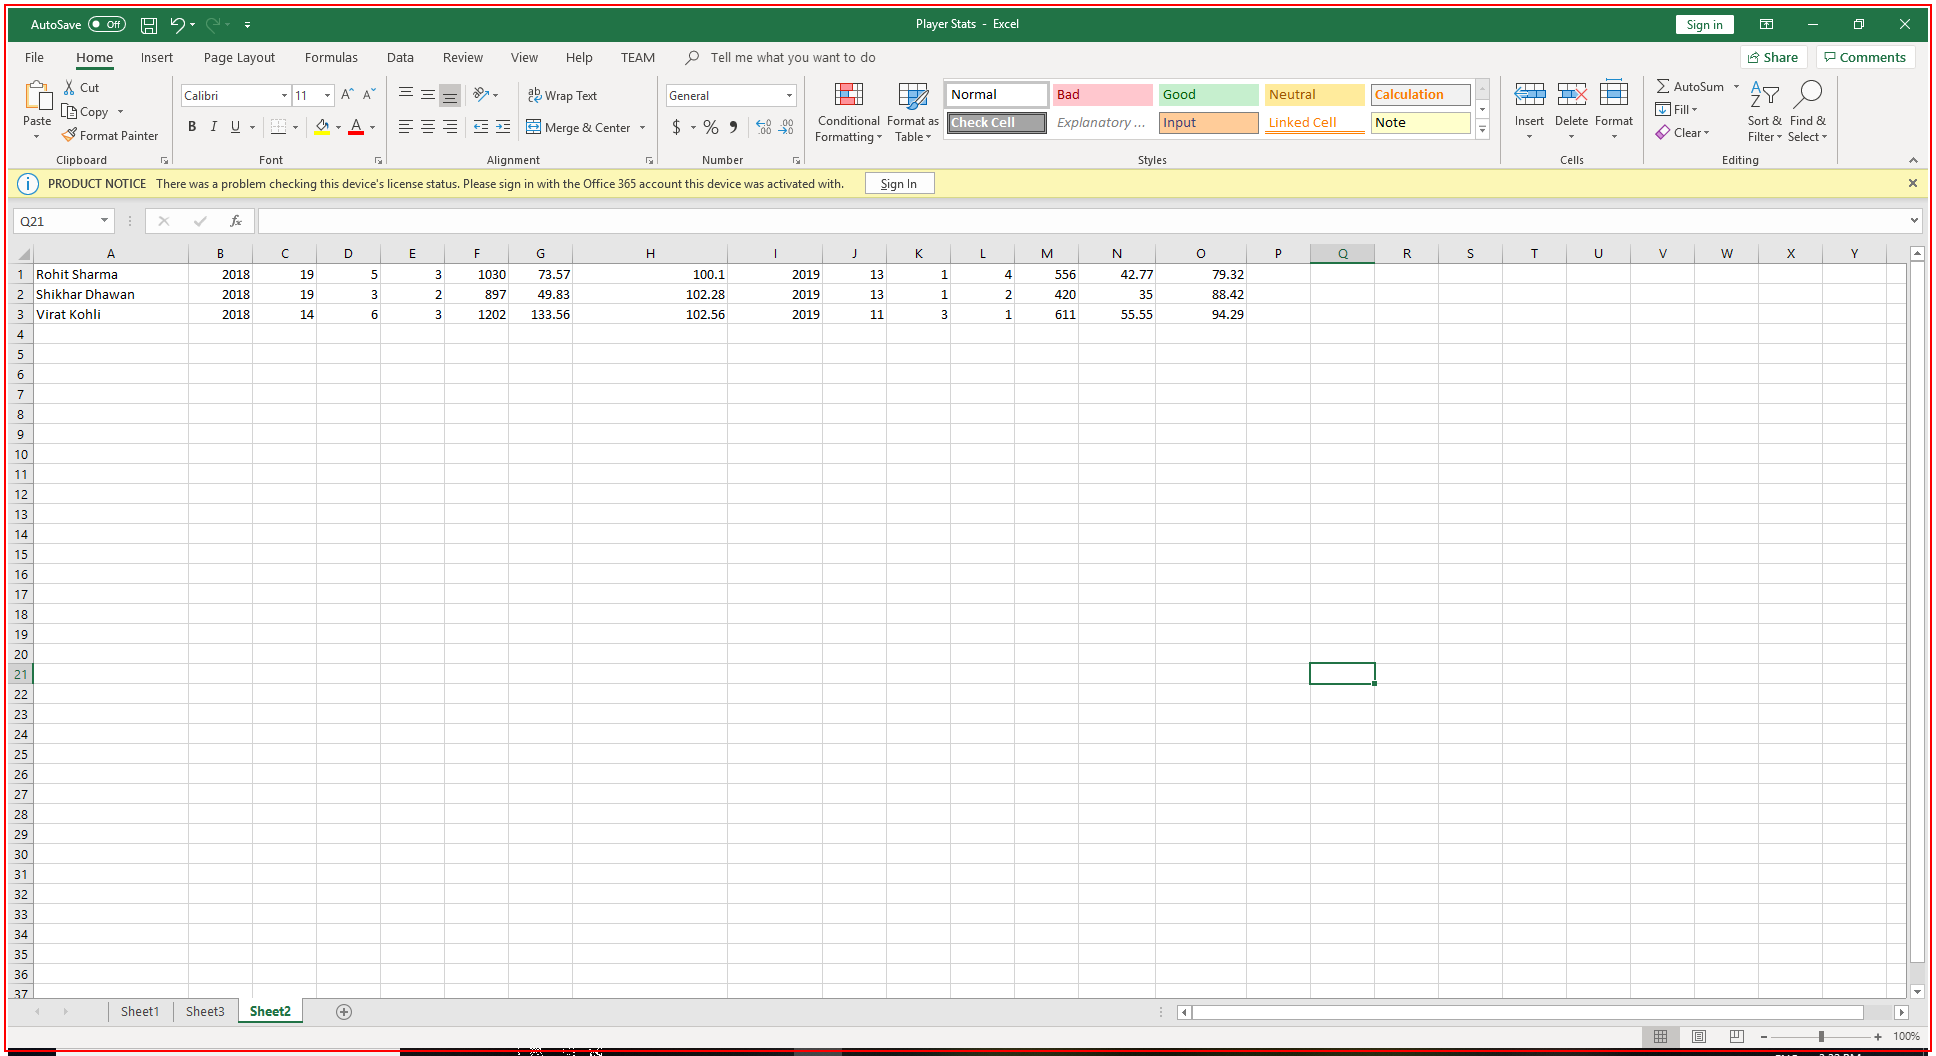 AutoSave Off Player Stats - Excel Sign in
File Home Insert Page Layout Formulas Data Review View Help TEAM Tell me what you want to do Share Comments
Paste Cut Copy Format Painter
Clipboard
Calibri 11 A A
B I U A
Font
Wrap Text
Merge & Center
Alignment
General
$ % 9
Number
Conditional Formatting Format as Table
Normal Bad Good Neutral Calculation
Check Cell Explanatory ... Input Linked Cell Note
Styles
Insert Delete Format
Cells
AutoSum Fill Clear
Sort & Filter Find & Select
Editing
PRODUCT NOTICE There was a problem checking this device's license status. Please sign in with the Office 365 account this device was activated with. Sign In
Q21 fx
A B C D E F G H I J K L M N O P Q R S T U V W X Y
1 Rohit Sharma 2018 19 5 3 1030 73.57 100.1 2019 13 1 4 556 42.77 79.32
2 Shikhar Dhawan 2018 19 3 2 897 49.83 102.28 2019 13 1 2 420 35 88.42
3 Virat Kohli 2018 14 6 3 1202 133.56 102.56 2019 11 3 1 611 55.55 94.29
4
5
6
7
8
9
10
11
12
13
14
15
16
17
18
19
20
21
22
23
24
25
26
27
28
29
30
31
32
33
34
35
36
37
Sheet1 Sheet3 Sheet2
100%